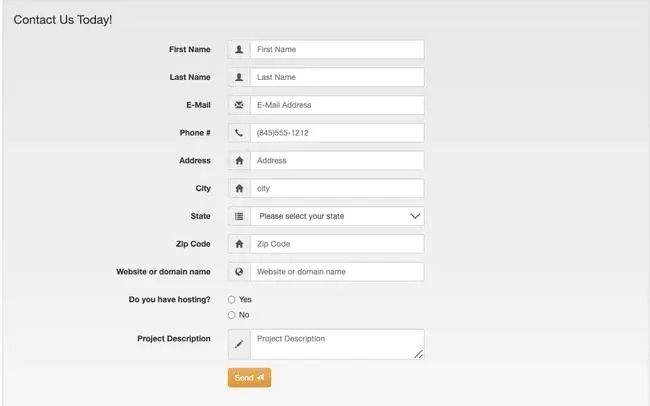 Contact Us Today!
First Name First Name
Last Name Last Name
E-Mail E-Mail Address
Phone # (845)555-1212
Address Address
City city
State Please select your state
Zip Code Zip Code
Website or domain name Website or domain name
Do you have hosting? Yes
No
Project Description Project Description
Send